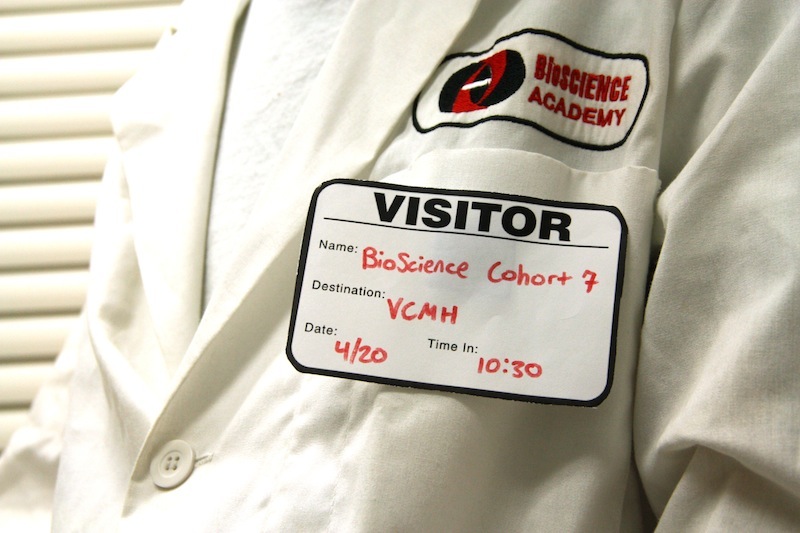 BioSCIENCE
ACADEMY
VISITOR
Name: BioScience Cohort 7
Destination: VCMH
Date: 4/20 Time In: 10:30